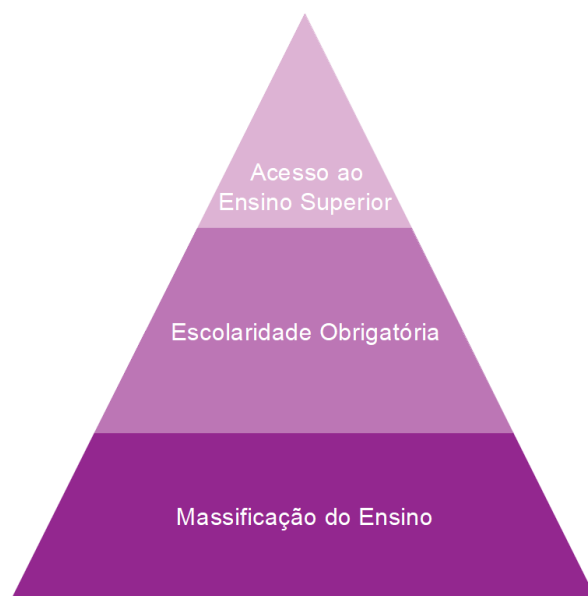 Acesso ao
Ensino Superior
Escolaridade Obrigatória
Massificação do Ensino